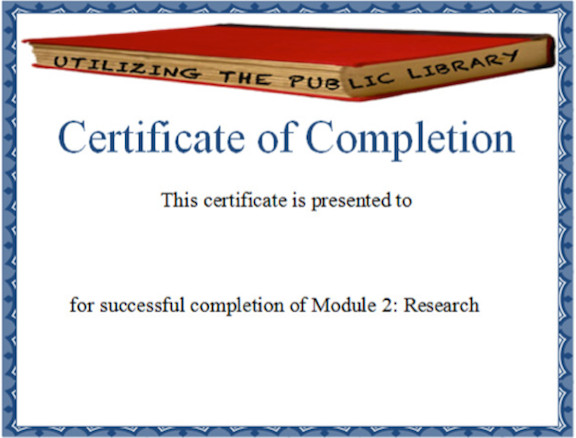 UTILIZING THE PUBLIC LIBRARY
Certificate of Completion
This certificate is presented to
for successful completion of Module 2: Research